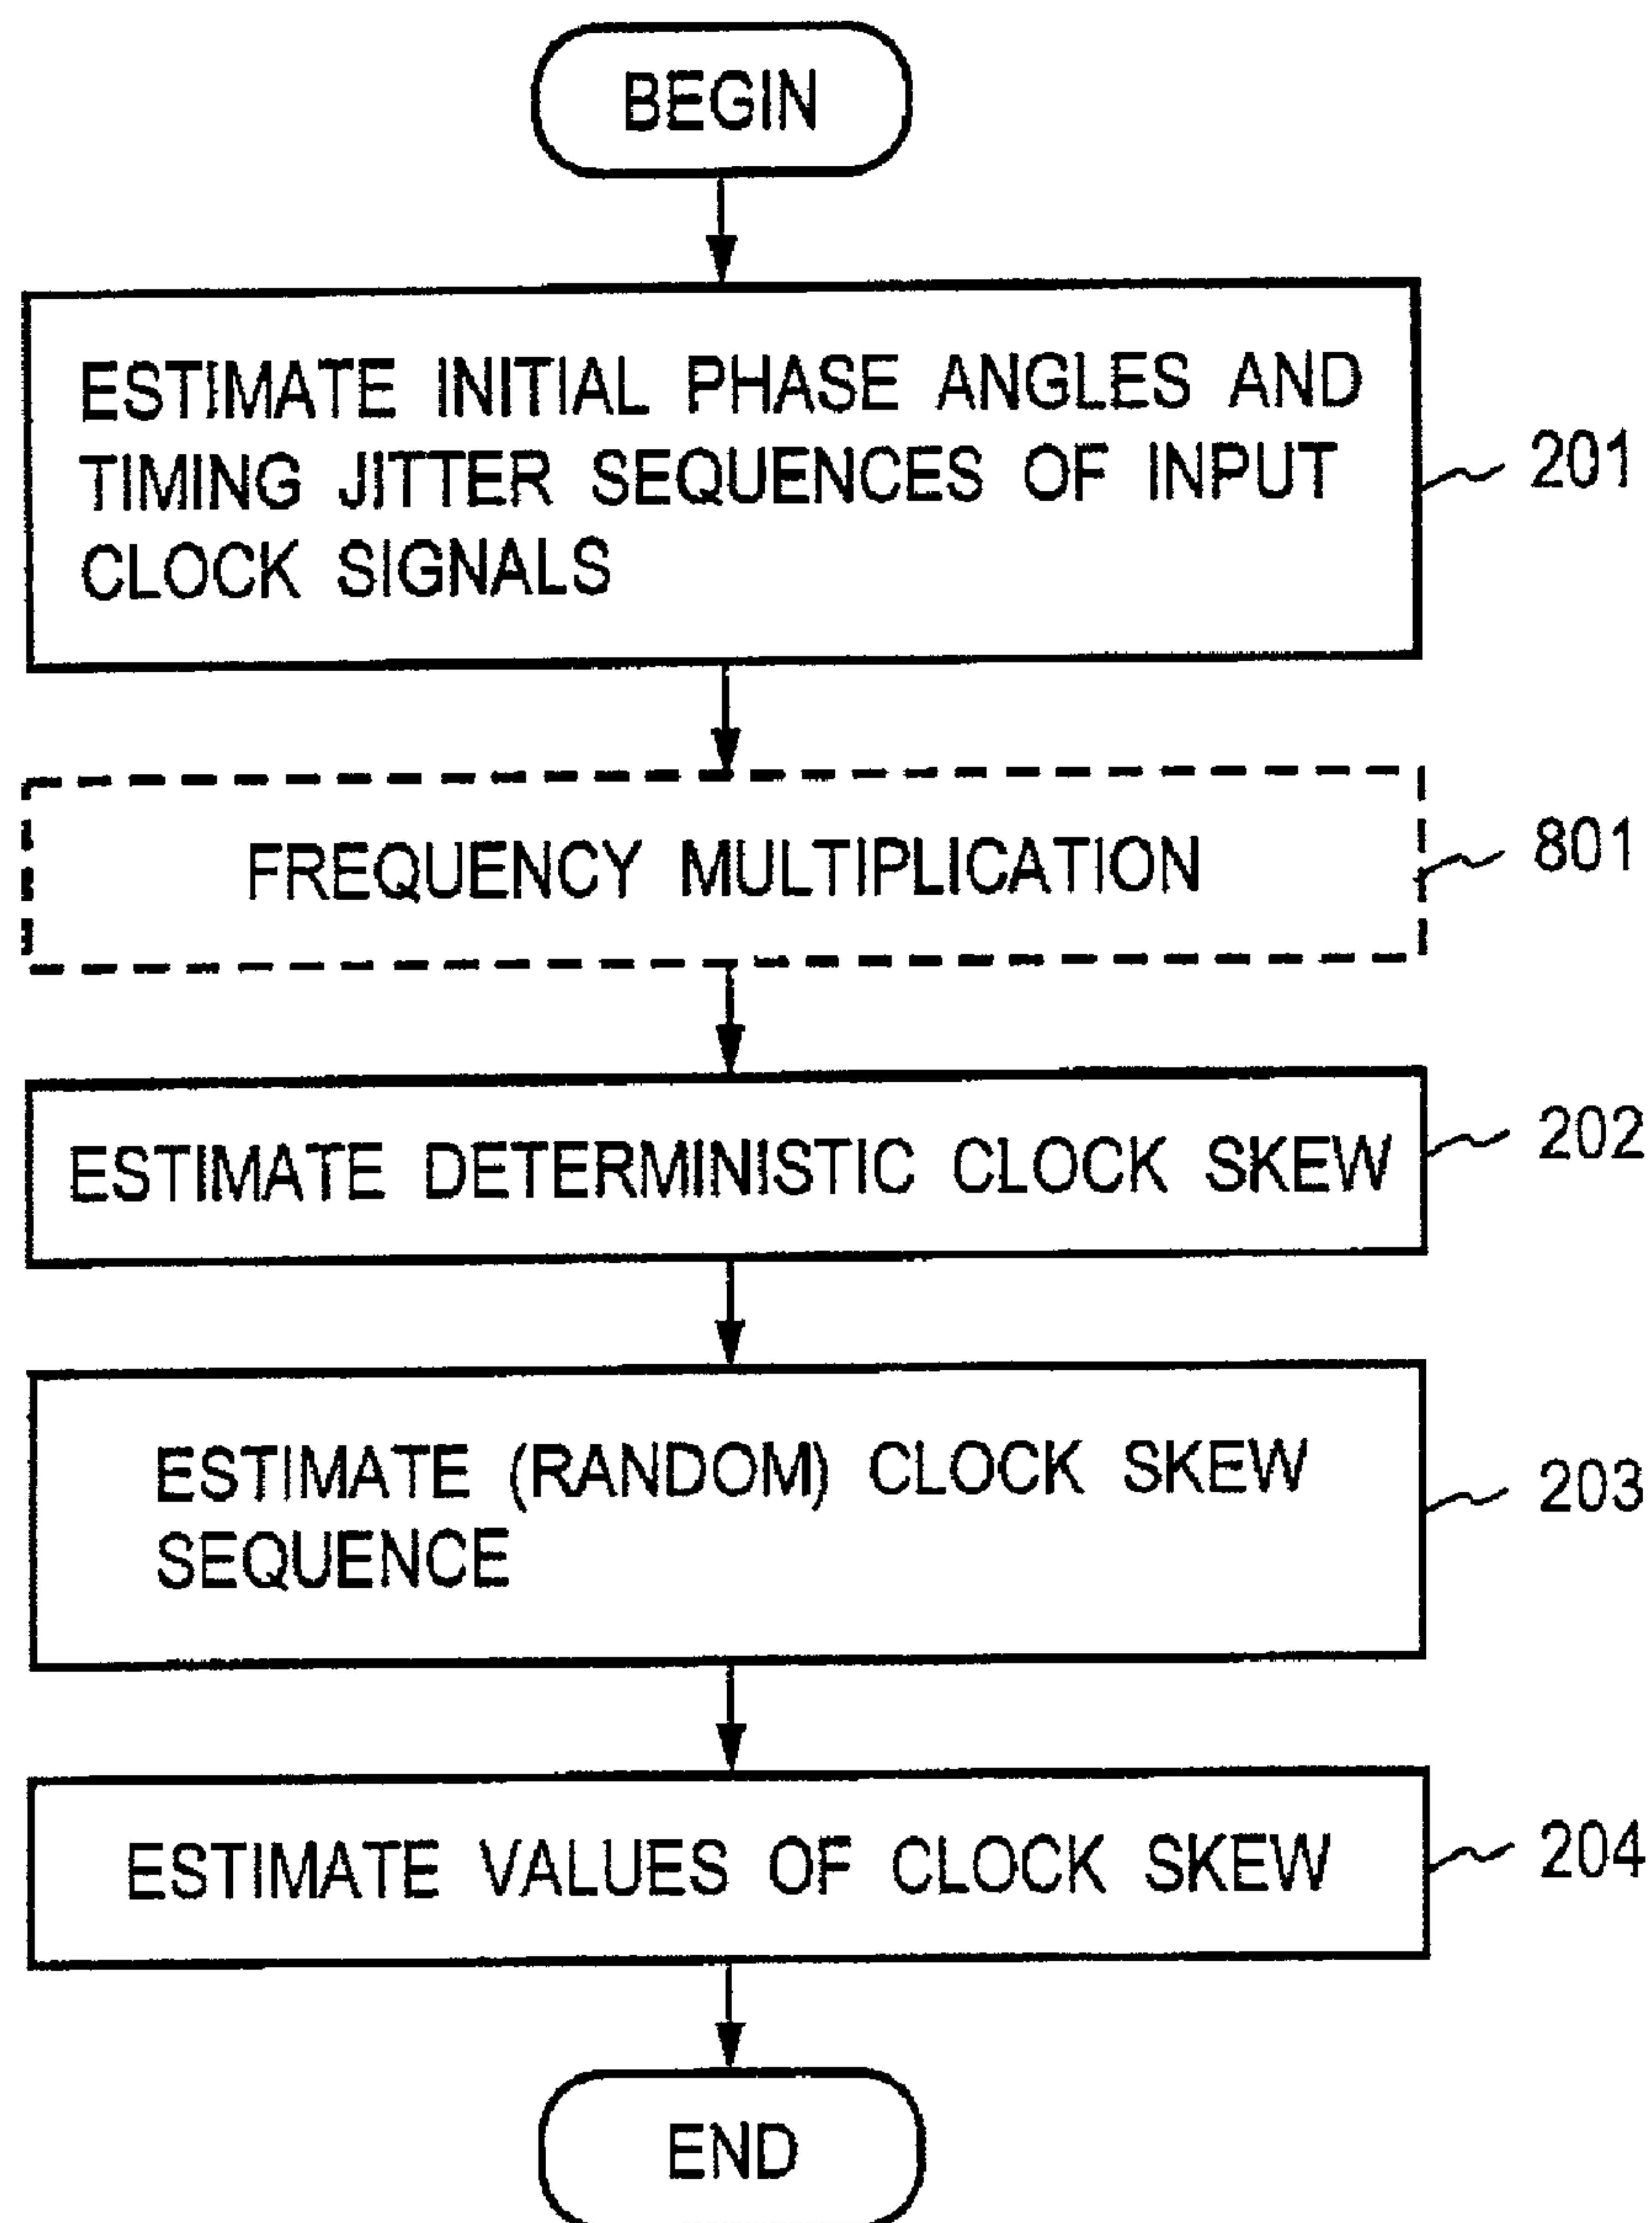 BEGIN
ESTIMATE INITIAL PHASE ANGLES AND
TIMING JITTER SEQUENCES OF INPUT
CLOCK SIGNALS
201
FREQUENCY MULTIPLICATION
801
ESTIMATE DETERMINISTIC CLOCK SKEW
202
ESTIMATE (RANDOM) CLOCK SKEW
SEQUENCE
203
ESTIMATE VALUES OF CLOCK SKEW
204
END